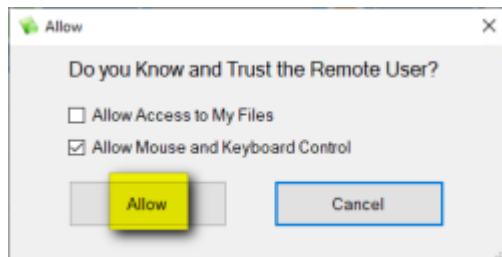 Allow
Do you Know and Trust the Remote User?
Allow Access to My Files
Allow Mouse and Keyboard Control
Allow
Cancel